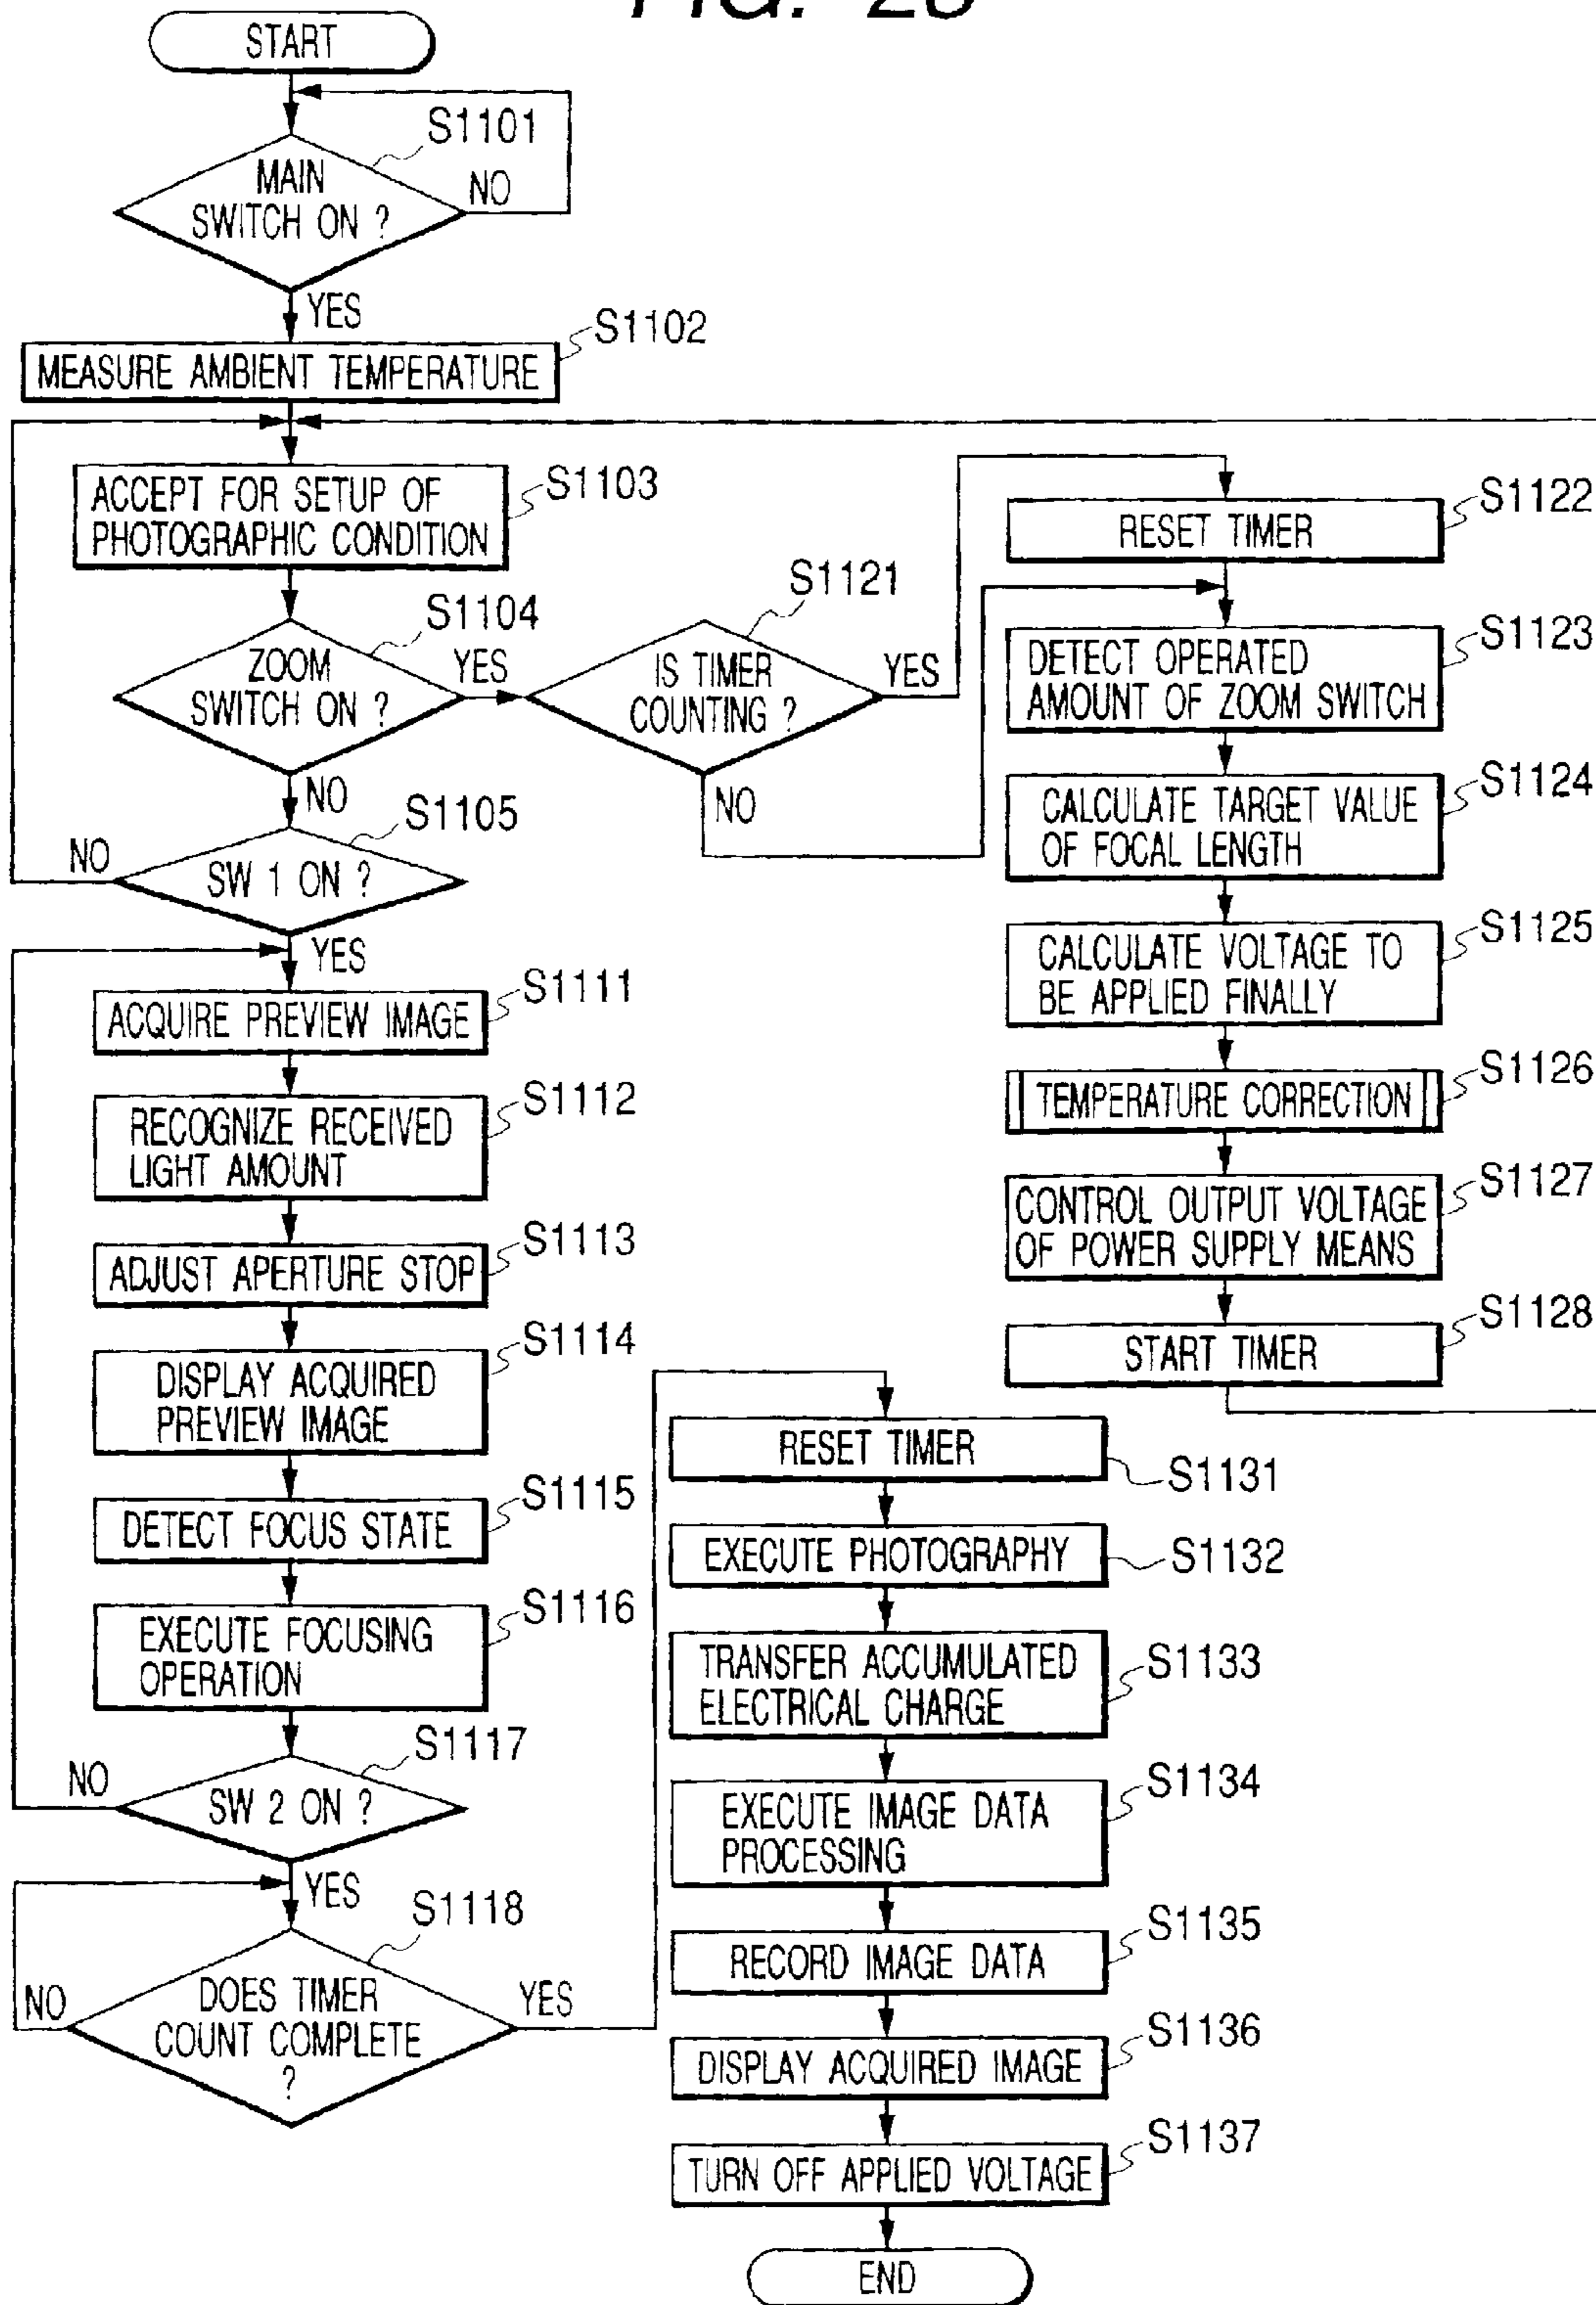 FIG. 28
START
S1101
MAIN
SWITCH ON ?
NO
YES
S1102
MEASURE AMBIENT TEMPERATURE
S1103
ACCEPT FOR SETUP OF
PHOTOGRAPHIC CONDITION
S1104
ZOOM
SWITCH ON ?
YES
NO
S1105
SW 1 ON ?
NO
YES
S1111
ACQUIRE PREVIEW IMAGE
S1112
RECOGNIZE RECEIVED
LIGHT AMOUNT
S1113
ADJUST APERTURE STOP
S1114
DISPLAY ACQUIRED
PREVIEW IMAGE
S1115
DETECT FOCUS STATE
S1116
EXECUTE FOCUSING
OPERATION
S1117
SW 2 ON ?
NO
YES
S1118
DOES TIMER
COUNT COMPLETE
?
NO
YES
S1121
IS TIMER
COUNTING ?
YES
NO
S1122
RESET TIMER
S1123
DETECT OPERATED
AMOUNT OF ZOOM SWITCH
S1124
CALCULATE TARGET VALUE
OF FOCAL LENGTH
S1125
CALCULATE VOLTAGE TO
BE APPLIED FINALLY
S1126
TEMPERATURE CORRECTION
S1127
CONTROL OUTPUT VOLTAGE
OF POWER SUPPLY MEANS
S1128
START TIMER
RESET TIMER
S1131
EXECUTE PHOTOGRAPHY
S1132
TRANSFER ACCUMULATED
ELECTRICAL CHARGE
S1133
S1134
EXECUTE IMAGE DATA
PROCESSING
S1135
RECORD IMAGE DATA
S1136
DISPLAY ACQUIRED IMAGE
S1137
TURN OFF APPLIED VOLTAGE
END